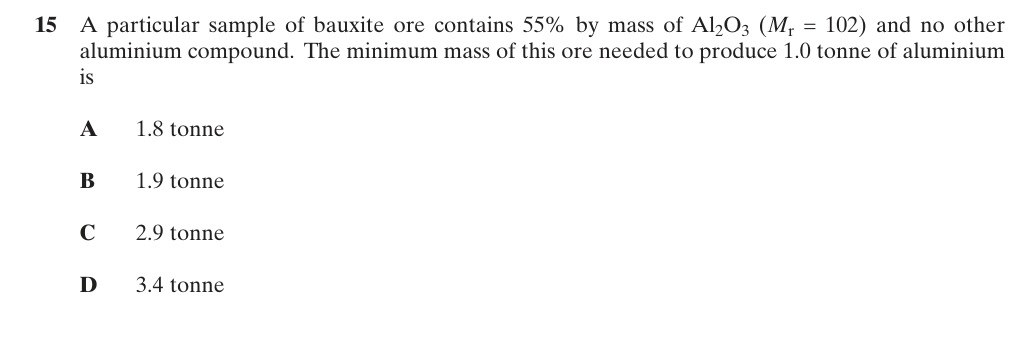 15 A particular sample of bauxite ore contains 55% by mass of Al₂O₃ (Mᵣ = 102) and no other
aluminium compound. The minimum mass of this ore needed to produce 1.0 tonne of aluminium
is
A 1.8 tonne
B 1.9 tonne
C 2.9 tonne
D 3.4 tonne